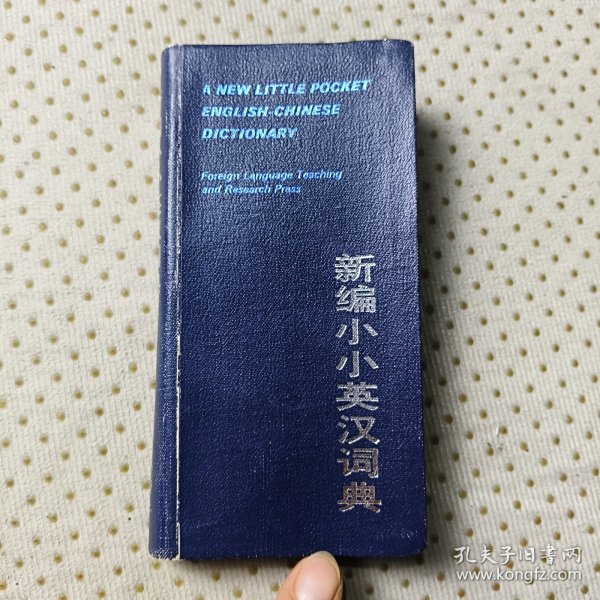 A NEW LITTLE POCKET
ENGLISH-CHINESE
DICTIONARY
Foreign Language Teaching
and Research Press
新编小小英汉词典
孔夫子旧书网
www.kongfz.com